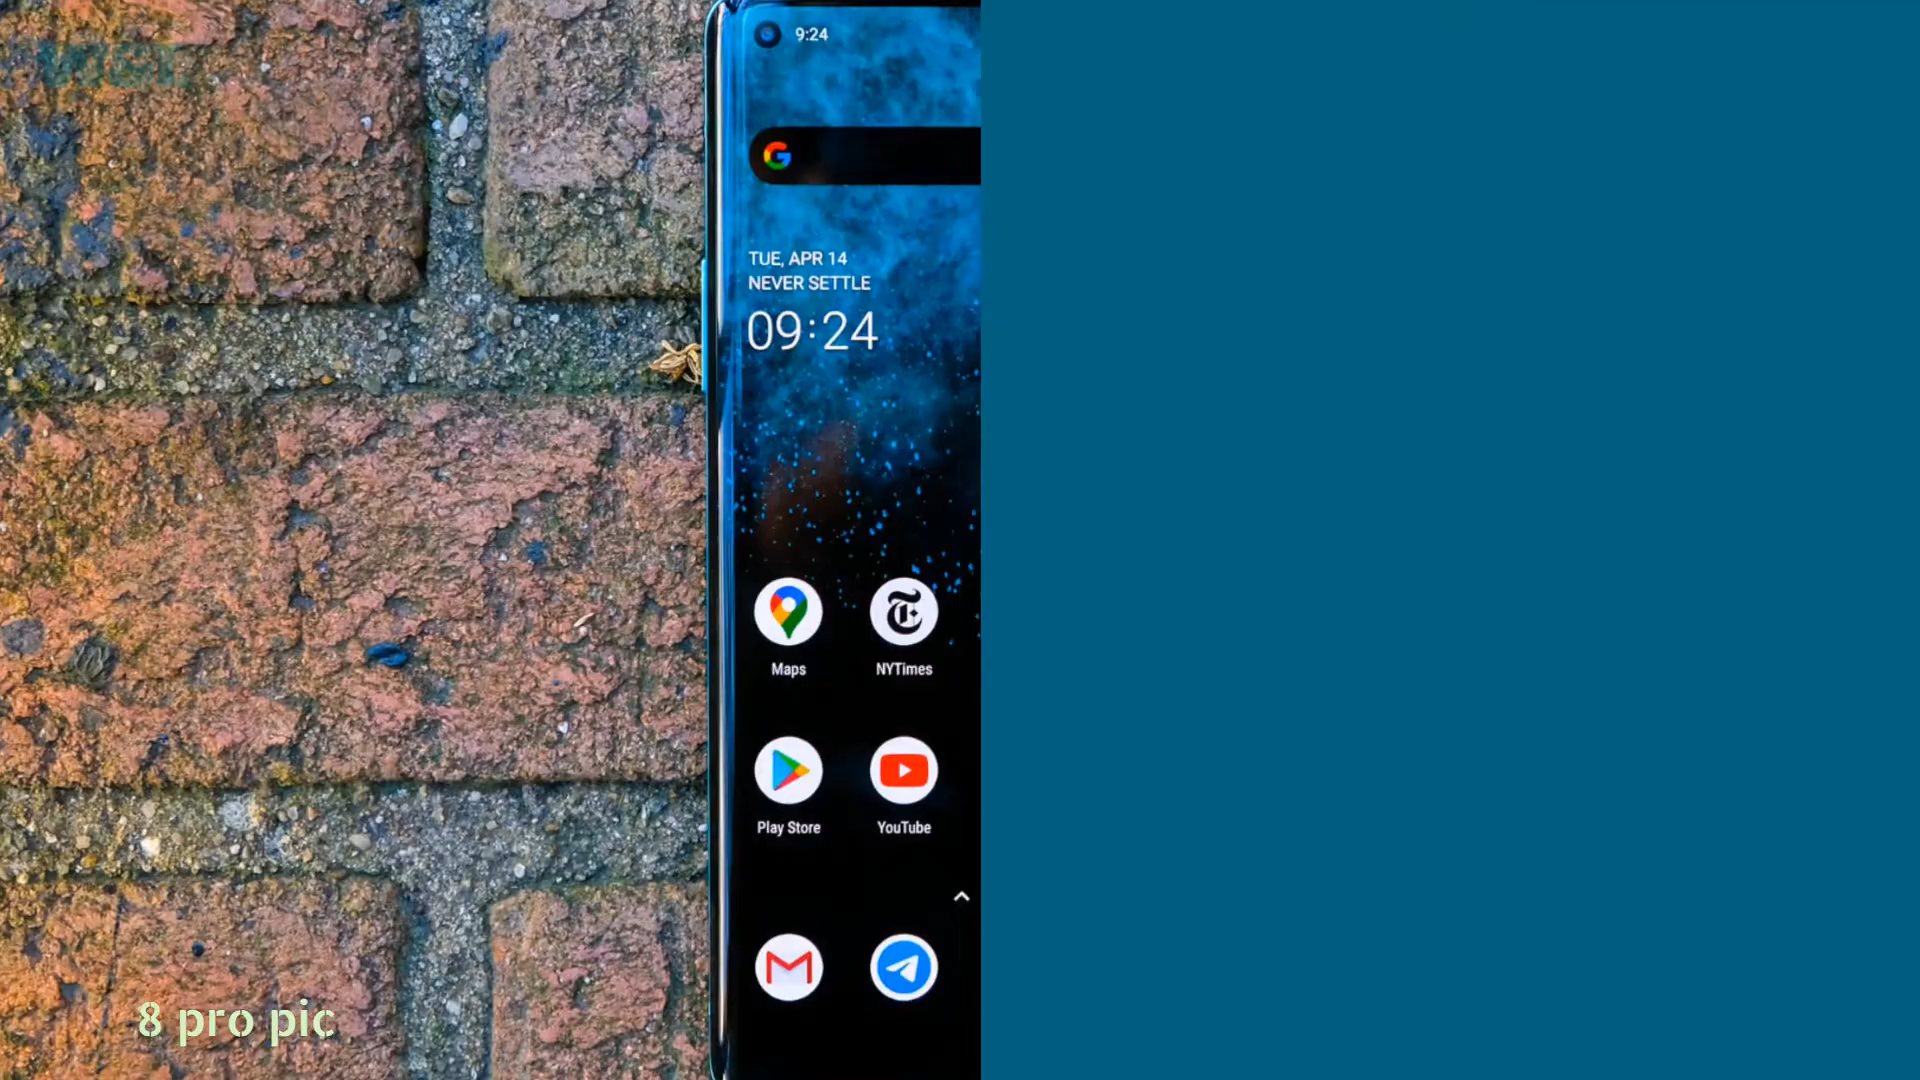 9:24
TUE, APR 14
NEVER SETTLE
09:24
Maps
NYTimes
Play Store
YouTube
8 pro pic